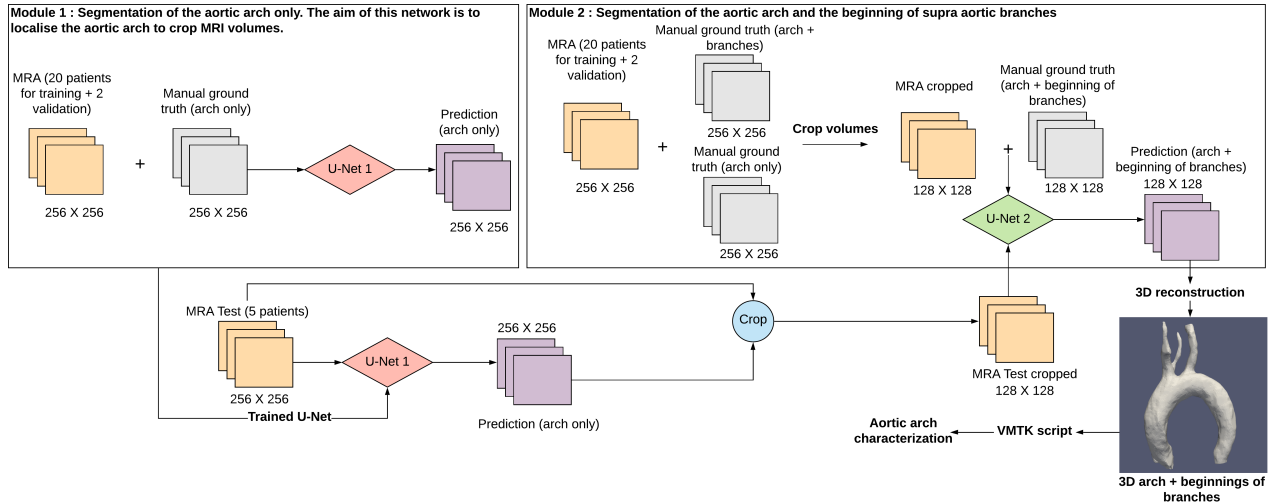 Module 1 : Segmentation of the aortic arch only. The aim of this network is to
localise the aortic arch to crop MRI volumes.
MRA (20 patients
for training + 2
validation)
256 X 256
+
Manual ground
truth (arch only)
256 X 256
U-Net 1
Prediction
(arch only)
256 X 256
Module 2 : Segmentation of the aortic arch and the beginning of supra aortic branches
MRA (20 patients
for training + 2
validation)
256 X 256
+
Manual ground truth (arch +
branches)
256 X 256
Manual ground
truth (arch only)
256 X 256
Crop volumes
MRA cropped
128 X 128
+
Manual ground truth
(arch + beginning of
branches)
128 X 128
U-Net 2
Prediction (arch +
beginning of branches)
128 X 128
MRA Test (5 patients)
256 X 256
U-Net 1
Trained U-Net
256 X 256
Prediction (arch only)
Crop
MRA Test cropped
128 X 128
3D reconstruction
3D arch + beginnings of
branches
VMTK script
Aortic arch
characterization